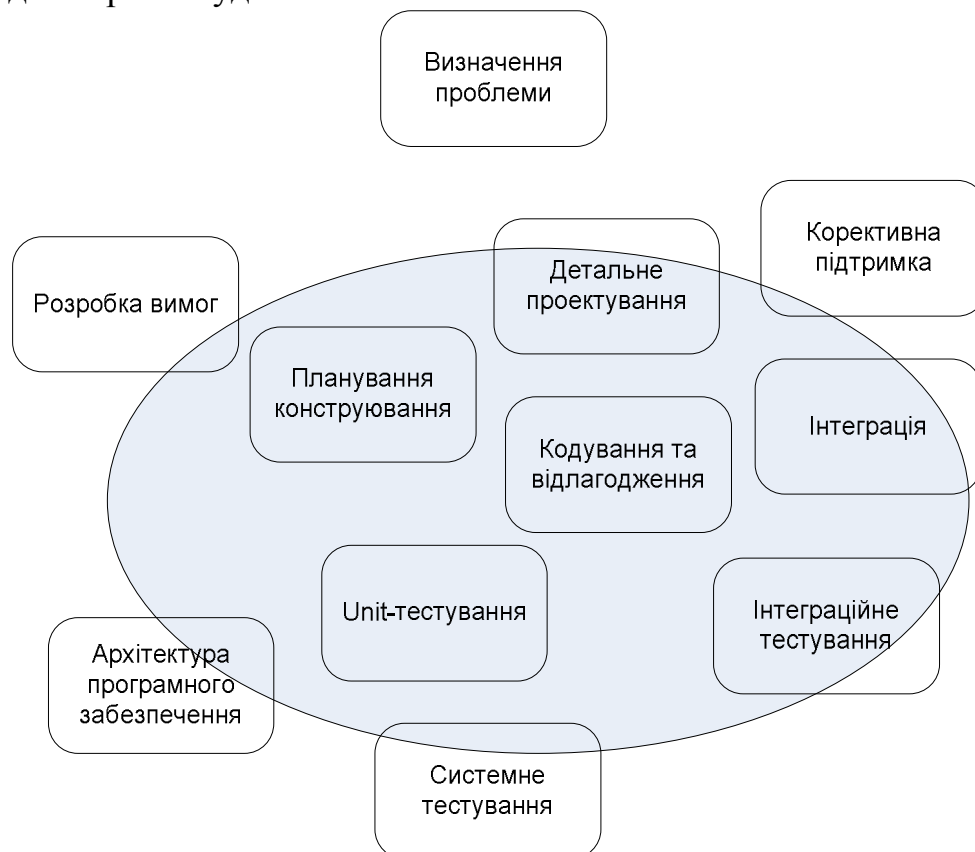 Визначення
проблеми
Корективна
підтримка
Детальне
проектування
Розробка вимог
Планування
конструювання
Інтеграція
Кодування та
відлагодження
Unit-тестування
Інтеграційне
тестування
Архітектура
програмного
забезпечення
Системне
тестування